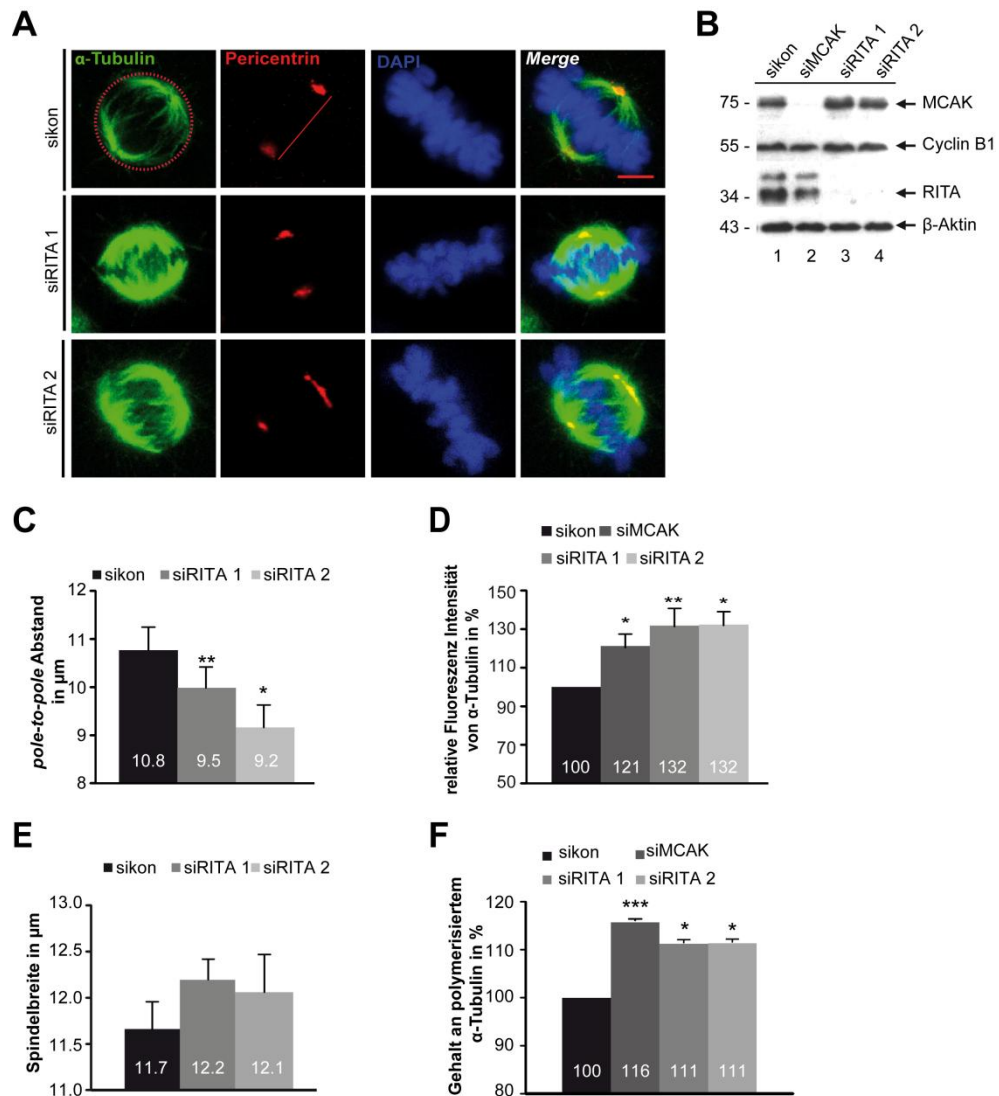 A
α-Tubulin
Pericentrin
DAPI
Merge
sikon
siRITA 1
siRITA 2
B
sikon
siMCAK
siRITA 1
siRITA 2
75 - MCAK
55 - Cyclin B1
34 - RITA
43 - β-Aktin
1 2 3 4
C
sikon siRITA 1 siRITA 2
pole-to-pole Abstand
in µm
11
10
9
8
**
*
10.8 9.5 9.2
D
sikon siMCAK
siRITA 1 siRITA 2
relative Fluoreszenz Intensität
von α-Tubulin in %
150
130
110
90
70
50
* ** *
100 121 132 132
E
sikon siRITA 1 siRITA 2
Spindelbreite in µm
13.0
12.5
12.0
11.5
11.0
11.7 12.2 12.1
F
sikon siMCAK
siRITA 1 siRITA 2
Gehalt an polymerisiertem
α-Tubulin in %
120
110
100
90
80
*** * *
100 116 111 111